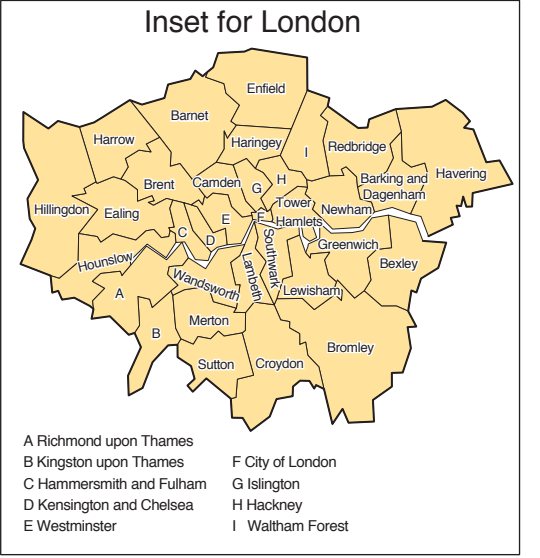 Inset for London
Enfield
Barnet
Harrow
Haringey
I
Redbridge
Havering
Brent
Camden
G
H
Barking and
Dagenham
Hillingdon
Ealing
Tower
Hamlets
Newham
C
D
E
F
Hounslow
Southwark
Greenwich
Bexley
A
Wandsworth
Lambeth
Lewisham
B
Merton
Bromley
Sutton
Croydon
A Richmond upon Thames
B Kingston upon Thames
C Hammersmith and Fulham
D Kensington and Chelsea
E Westminster
F City of London
G Islington
H Hackney
I Waltham Forest